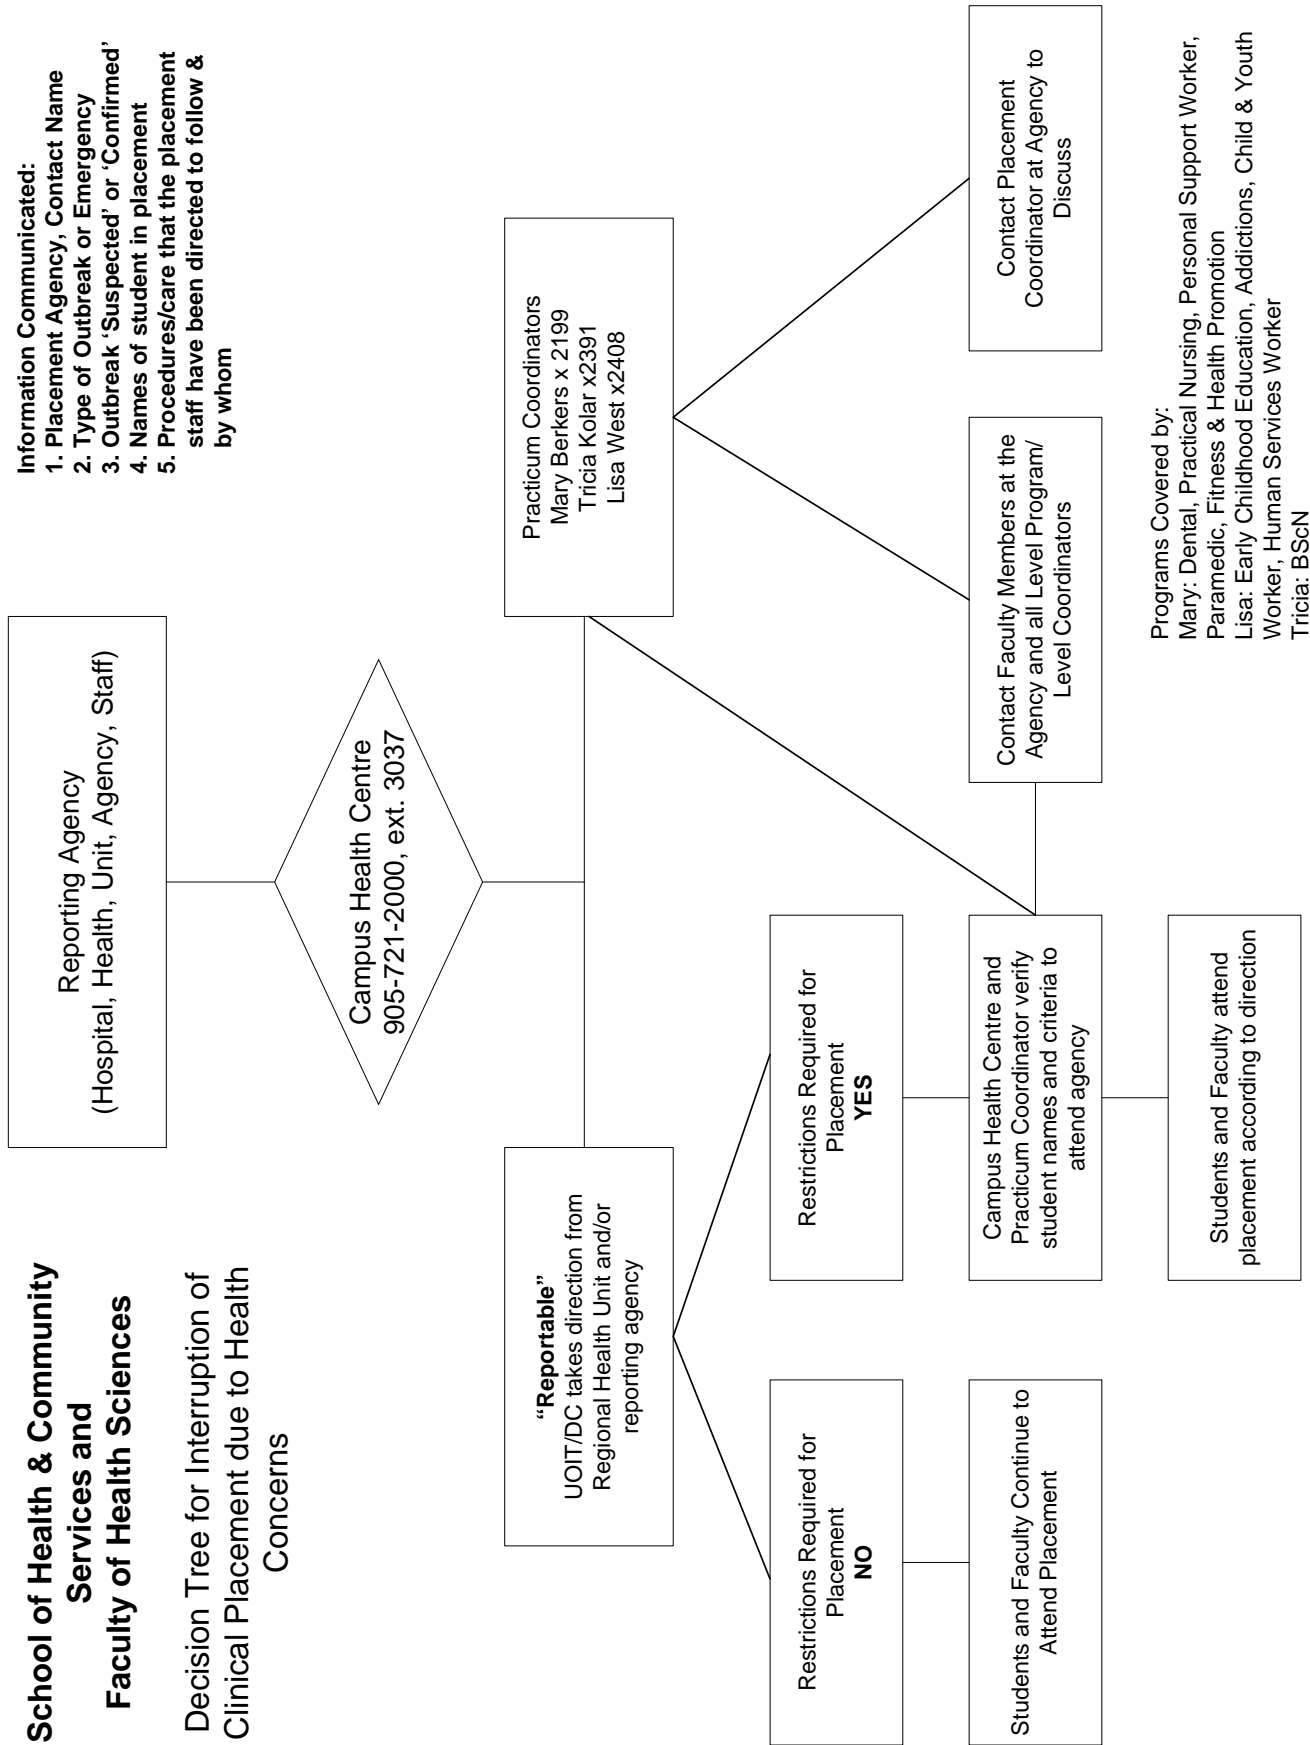 School of Health & Community
Services and
Faculty of Health Sciences
Decision Tree for Interruption of
Clinical Placement due to Health
Concerns
Reporting Agency
(Hospital, Health, Unit, Agency, Staff)
Information Communicated:
1. Placement Agency, Contact Name
2. Type of Outbreak or Emergency
3. Outbreak ‘Suspected’ or ‘Confirmed’
4. Names of student in placement
5. Procedures/care that the placement
staff have been directed to follow &
by whom
Campus Health Centre
905-721-2000, ext. 3037
“Reportable”
UOIT/DC takes direction from
Regional Health Unit and/or
reporting agency
Practicum Coordinators
Mary Berkers x 2199
Tricia Kolar x2391
Lisa West x2408
Restrictions Required for
Placement
NO
Restrictions Required for
Placement
YES
Students and Faculty Continue to
Attend Placement
Campus Health Centre and
Practicum Coordinator verify
student names and criteria to
attend agency
Contact Faculty Members at the
Agency and all Level Program/
Level Coordinators
Contact Placement
Coordinator at Agency to
Discuss
Students and Faculty attend
placement according to direction
Programs Covered by:
Mary: Dental, Practical Nursing, Personal Support Worker,
Paramedic, Fitness & Health Promotion
Lisa: Early Childhood Education, Addictions, Child & Youth
Worker, Human Services Worker
Tricia: BScN